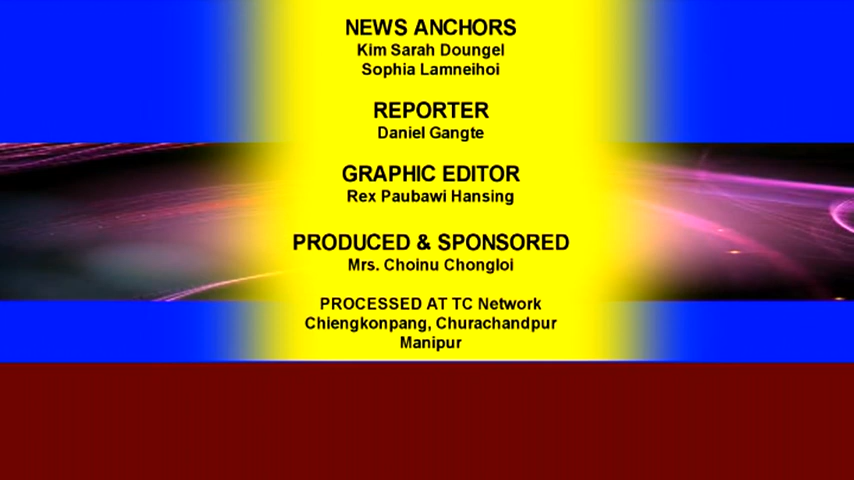 NEWS ANCHORS
Kim Sarah Doungel
Sophia Lamneihoi
REPORTER
Daniel Gangte
GRAPHIC EDITOR
Rex Paubawi Hansing
PRODUCED & SPONSORED
Mrs. Choinu Chongloi
PROCESSED AT TC Network
Chiengkonpang, Churachandpur
Manipur